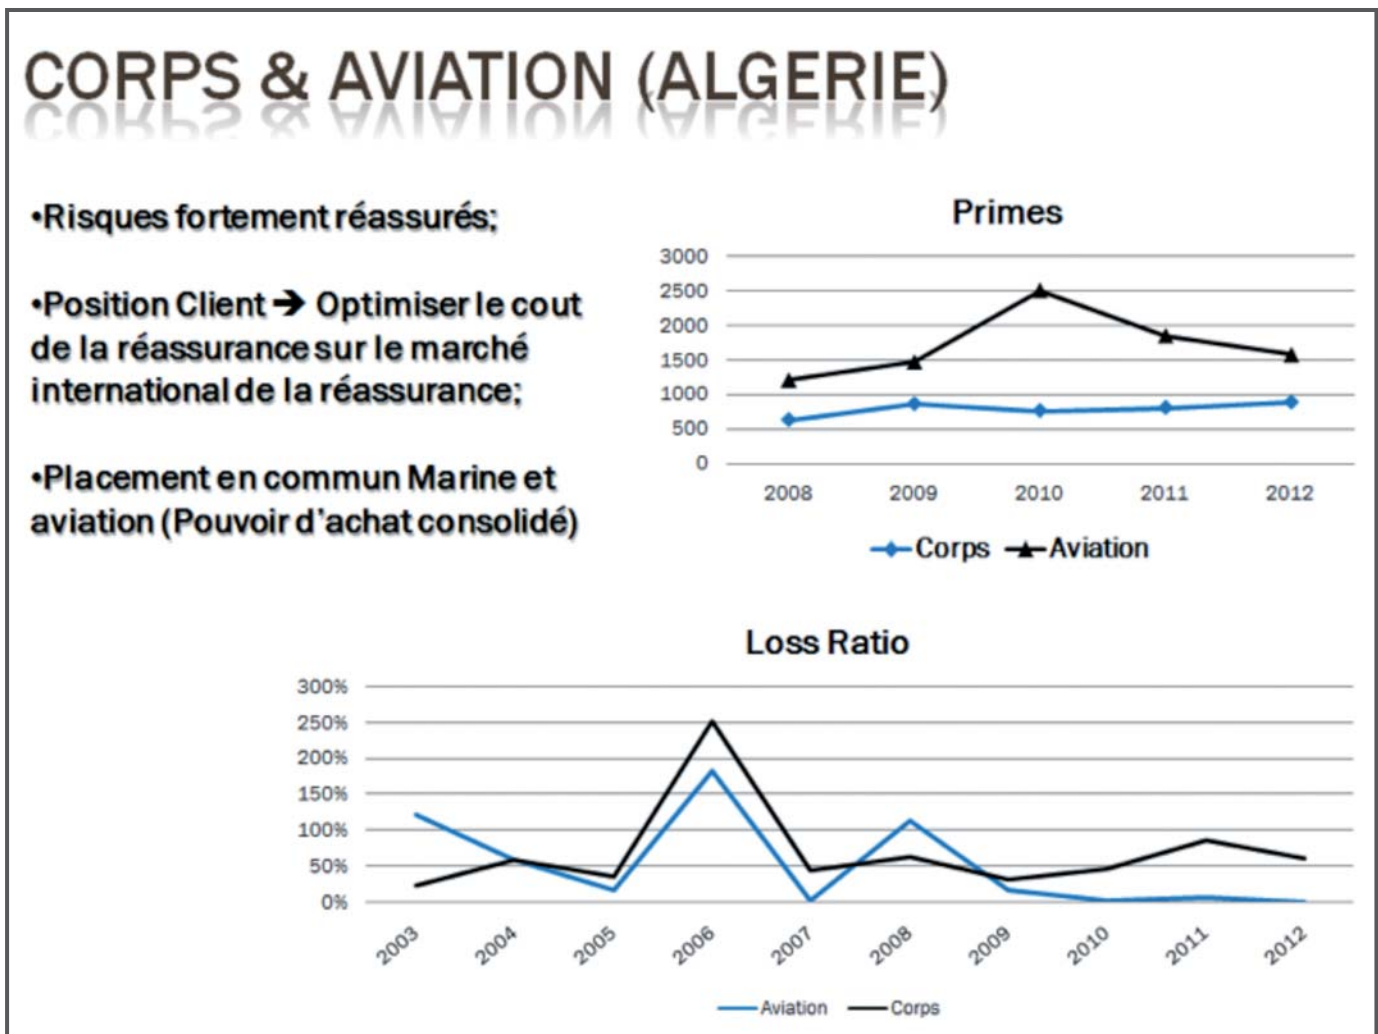 CORPS & AVIATION (ALGERIE)
•Risques fortement réassurés;
•Position Client ➔ Optimiser le cout
de la réassurance sur le marché
international de la réassurance;
•Placement en commun Marine et
aviation (Pouvoir d'achat consolidé)
Primes
3000
2500
2000
1500
1000
500
0
2008 2009 2010 2011 2012
Corps Aviation
Loss Ratio
300%
250%
200%
150%
100%
50%
0%
2003 2004 2005 2006 2007 2008 2009 2010 2011 2012
Aviation Corps